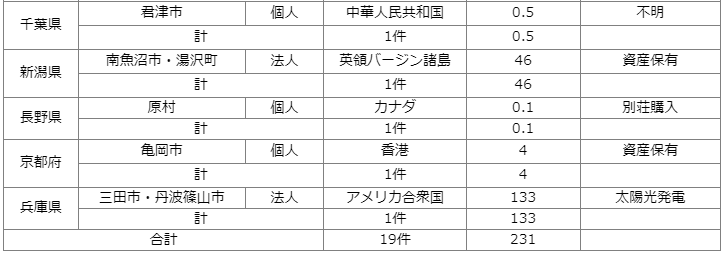 千葉県 君津市 個人 中華人民共和国 0.5 不明
計 1件 0.5
新潟県 南魚沼市・湯沢町 法人 英領バージン諸島 46 資産保有
計 1件 46
長野県 原村 個人 カナダ 0.1 別荘購入
計 1件 0.1
京都府 亀岡市 個人 香港 4 資産保有
計 1件 4
兵庫県 三田市・丹波篠山市 法人 アメリカ合衆国 133 太陽光発電
計 1件 133
合計 19件 231